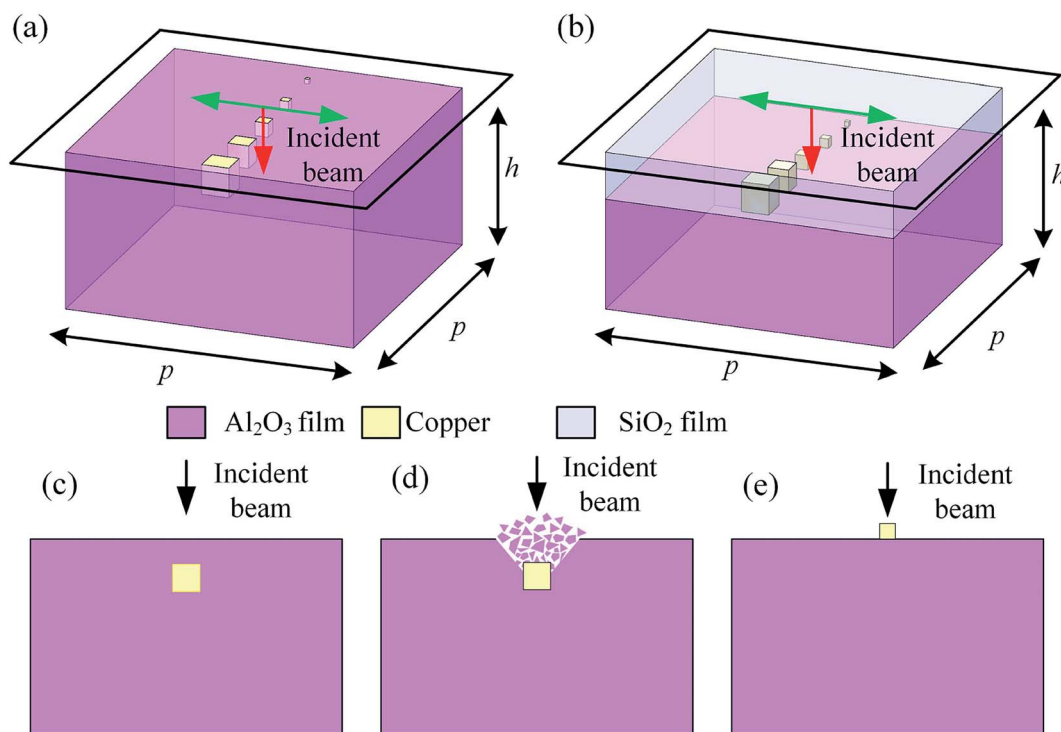 (a)
(b)
Incident
beam
h
p
p
Incident
beam
h
p
p
Al₂O₃ film
Copper
SiO₂ film
(c)
Incident
beam
(d)
Incident
beam
(e)
Incident
beam